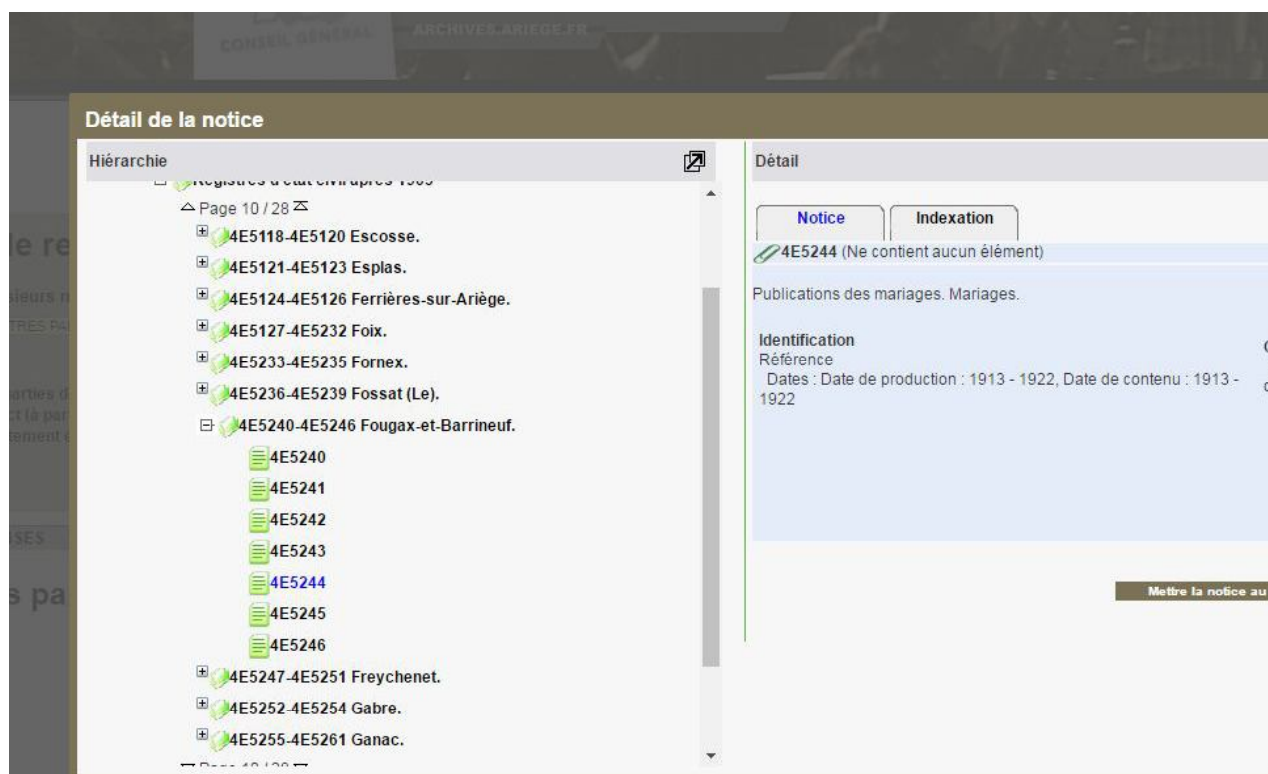 CONSEIL GÉNÉRAL
ARCHIVES.ARIEGE.FR
Détail de la notice
Hiérarchie
Détail
Page 10 / 28
4E5118-4E5120 Escosse.
4E5121-4E5123 Esplas.
4E5124-4E5126 Ferrières-sur-Ariège.
4E5127-4E5232 Foix.
4E5233-4E5235 Fornex.
4E5236-4E5239 Fossat (Le).
4E5240-4E5246 Fougax-et-Barrineuf.
4E5240
4E5241
4E5242
4E5243
4E5244
4E5245
4E5246
4E5247-4E5251 Freychenet.
4E5252-4E5254 Gabre.
4E5255-4E5261 Ganac.
Notice
Indexation
4E5244 (Ne contient aucun élément)
Publications des mariages. Mariages.
Identification
Référence
Dates : Date de production : 1913 - 1922, Date de contenu : 1913 -
1922
Mettre la notice au